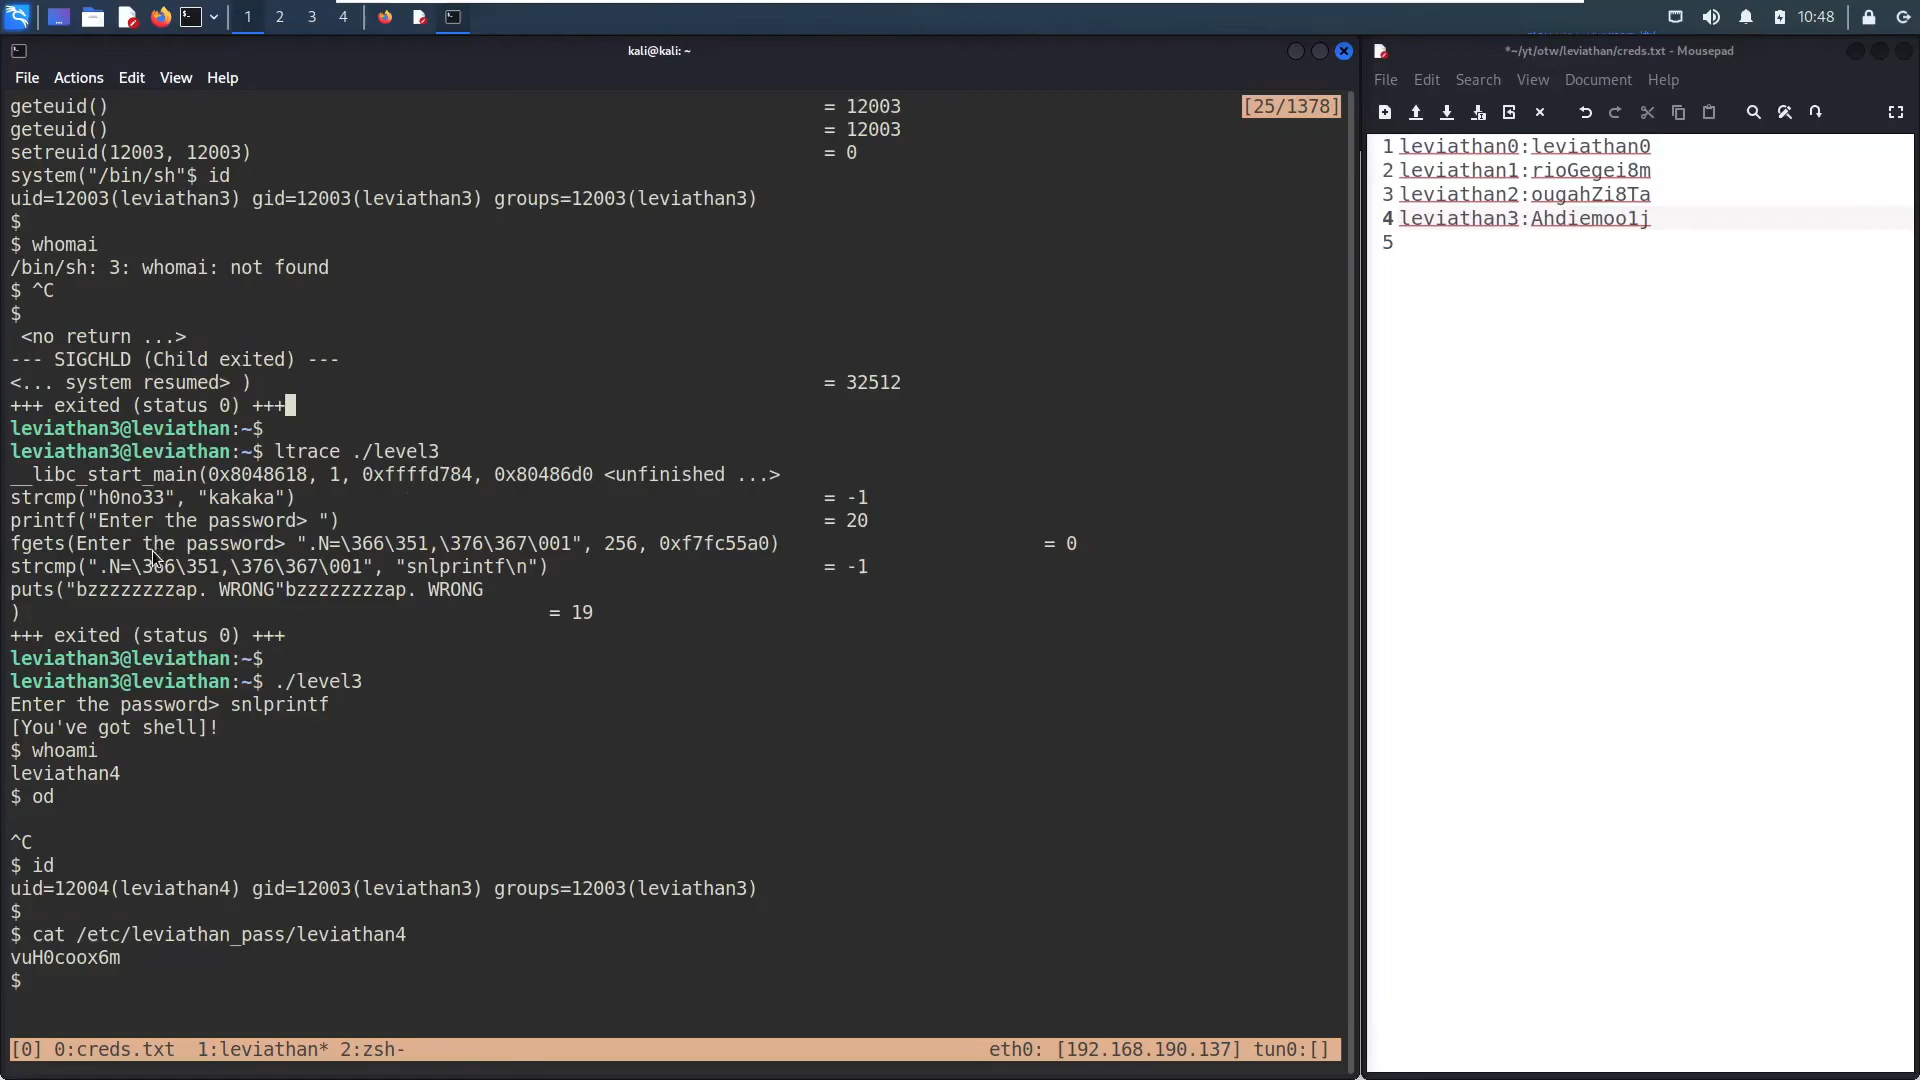 1 2 3 4
10:48
kali@kali: ~
File Actions Edit View Help
geteuid() = 12003
[25/1378]
geteuid() = 12003
setreuid(12003, 12003) = 0
system("/bin/sh"$ id
uid=12003(leviathan3) gid=12003(leviathan3) groups=12003(leviathan3)
$
$ whomai
/bin/sh: 3: whomai: not found
$ ^C
$
<no return ...>
--- SIGCHLD (Child exited) ---
<... system resumed> ) = 32512
+++ exited (status 0) +++
leviathan3@leviathan:~$
leviathan3@leviathan:~$ ltrace ./level3
__libc_start_main(0x8048618, 1, 0xffffd784, 0x80486d0 <unfinished ...>
strcmp("h0no33", "kakaka") = -1
printf("Enter the password> ") = 20
fgets(Enter the password> ".N=\366\351,\376\367\001", 256, 0xf7fc55a0) = 0
strcmp(".N=\366\351,\376\367\001", "snlprintf\n") = -1
puts("bzzzzzzzzap. WRONG"bzzzzzzzzap. WRONG
) = 19
+++ exited (status 0) +++
leviathan3@leviathan:~$
leviathan3@leviathan:~$ ./level3
Enter the password> snlprintf
[You've got shell]!
$ whoami
leviathan4
$ od
^C
$ id
uid=12004(leviathan4) gid=12003(leviathan3) groups=12003(leviathan3)
$
$ cat /etc/leviathan_pass/leviathan4
vuH0coox6m
$
[0] 0:creds.txt 1:leviathan* 2:zsh-
eth0: [192.168.190.137] tun0:[]
*~/yt/otw/leviathan/creds.txt - Mousepad
File Edit Search View Document Help
1 leviathan0:leviathan0
2 leviathan1:rioGegei8m
3 leviathan2:ougahZi8Ta
4 leviathan3:Ahdiemoo1j
5